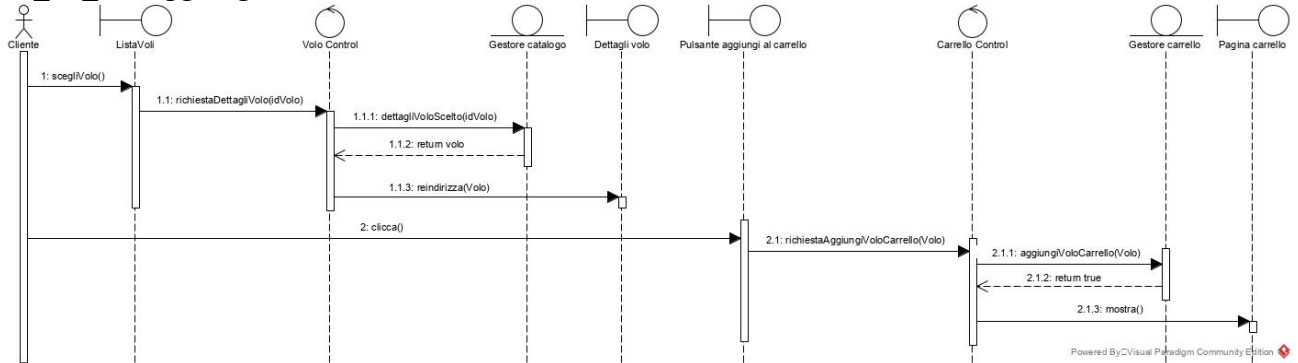 Cliente
ListaVoli
Volo Control
Gestore catalogo
Dettagli volo
Pulsante aggiungi al carrello
Carrello Control
Gestore carrello
Pagina carrello
1: scegliVolo()
1.1: richiestaDettagliVolo(idVolo)
1.1.1: dettagliVoloScelto(idVolo)
1.1.2: return volo
1.1.3: reindirizza(Volo)
2: clicca()
2.1: richiestaAggiungiVoloCarrello(Volo)
2.1.1: aggiungiVoloCarrello(Volo)
2.1.2: return true
2.1.3: mostra()
Powered By Visual Paradigm Community Edition